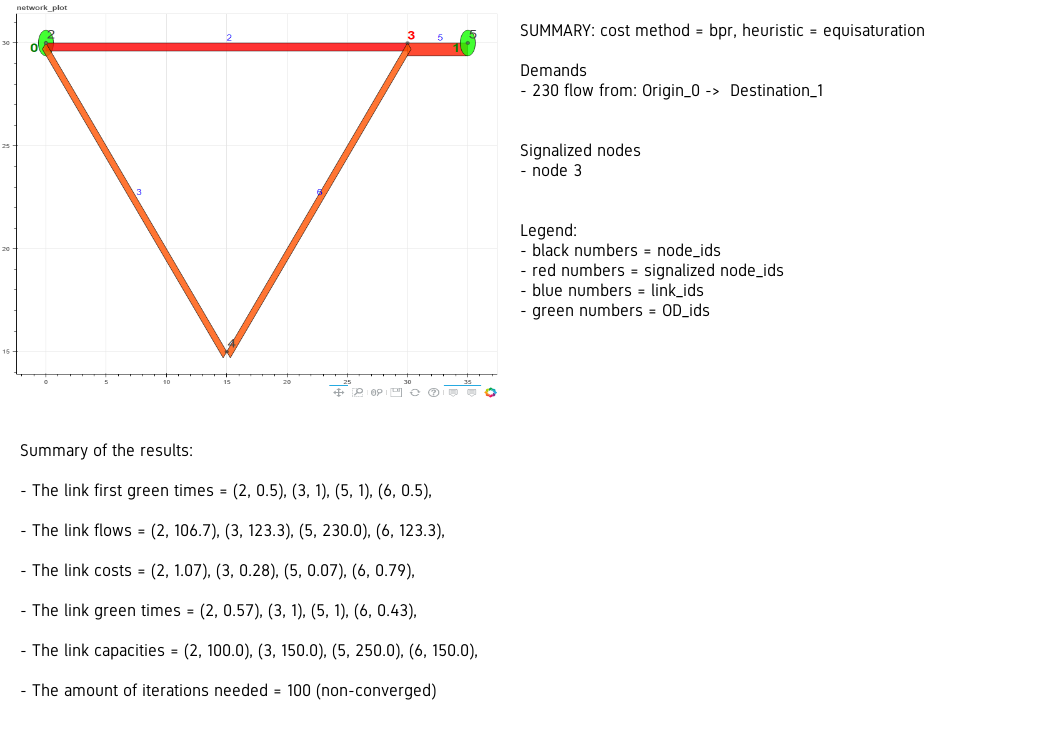 network_plot
SUMMARY: cost method = bpr, heuristic = equisaturation
Demands
- 230 flow from: Origin_0 -> Destination_1
Signalized nodes
- node 3
Legend:
- black numbers = node_ids
- red numbers = signalized node_ids
- blue numbers = link_ids
- green numbers = OD_ids
30
25
20
15
0
2
2
3
5
1
5
3
6
4
0 5 10 15 20 25 30 35
Summary of the results:
- The link first green times = (2, 0.5), (3, 1), (5, 1), (6, 0.5),
- The link flows = (2, 106.7), (3, 123.3), (5, 230.0), (6, 123.3),
- The link costs = (2, 1.07), (3, 0.28), (5, 0.07), (6, 0.79),
- The link green times = (2, 0.57), (3, 1), (5, 1), (6, 0.43),
- The link capacities = (2, 100.0), (3, 150.0), (5, 250.0), (6, 150.0),
- The amount of iterations needed = 100 (non-converged)